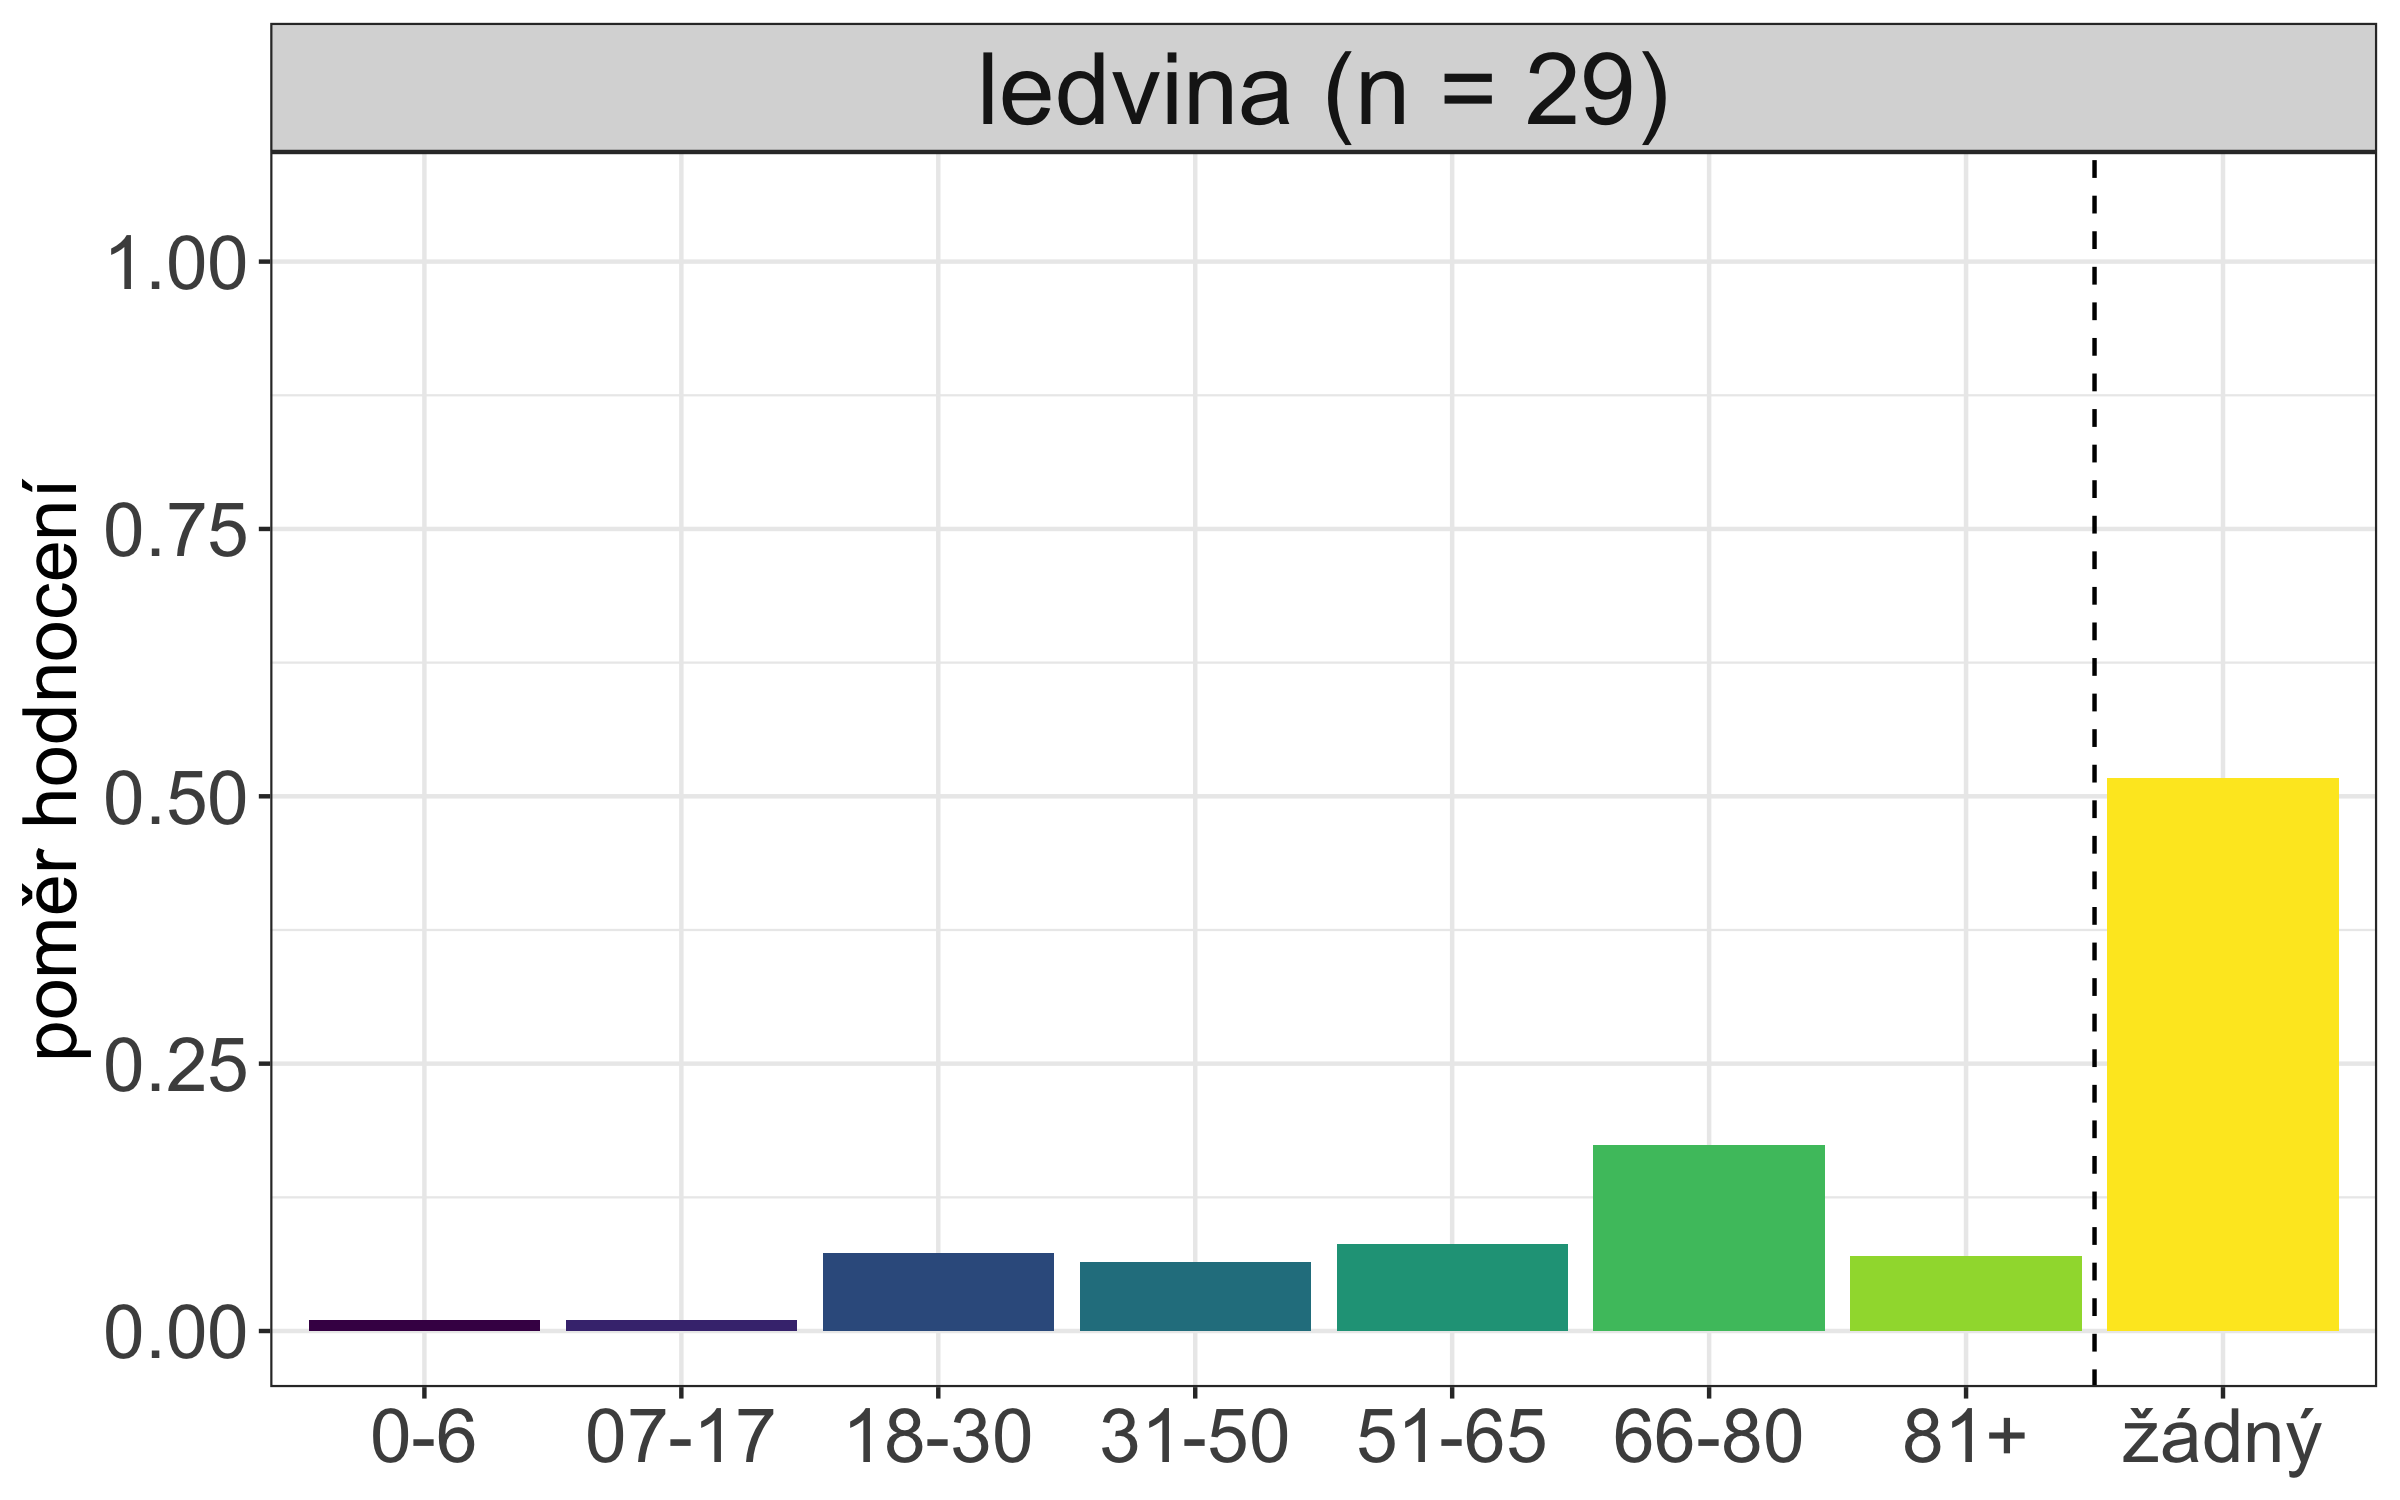 ledvina (n = 29)
poměr hodnocení
1.00
0.75
0.50
0.25
0.00
0-6 07-17 18-30 31-50 51-65 66-80 81+ žádný